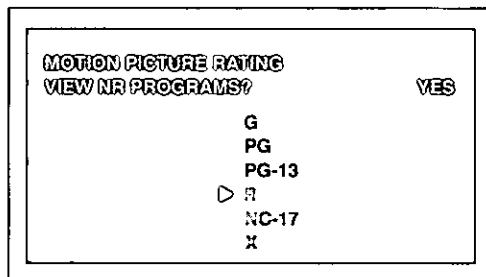 MOTION PICTURE RATING
VIEW NR PROGRAMS? YES
G
PG
PG-13
R
NC-17
X